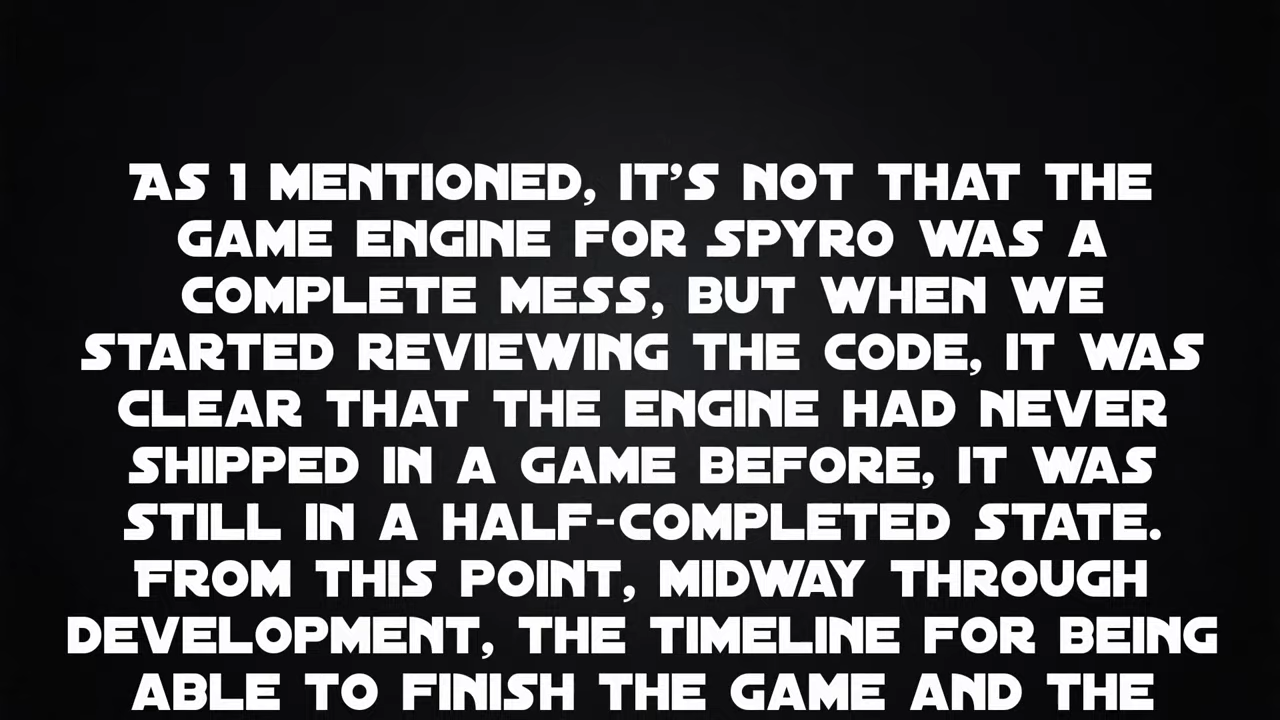 AS I MENTIONED, IT'S NOT THAT THE
GAME ENGINE FOR SPYRO WAS A
COMPLETE MESS, BUT WHEN WE
STARTED REVIEWING THE CODE, IT WAS
CLEAR THAT THE ENGINE HAD NEVER
SHIPPED IN A GAME BEFORE, IT WAS
STILL IN A HALF-COMPLETED STATE.
FROM THIS POINT, MIDWAY THROUGH
DEVELOPMENT, THE TIMELINE FOR BEING
ABLE TO FINISH THE GAME AND THE